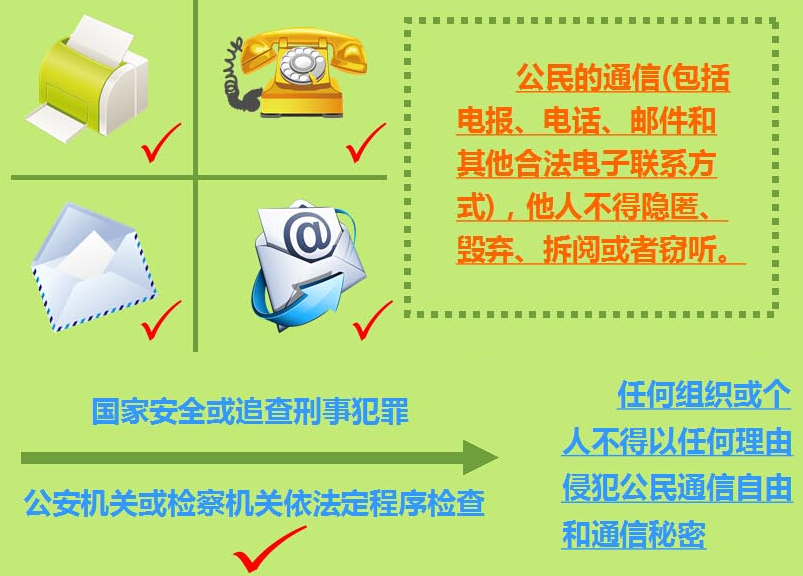 公民的通信(包括
电报、电话、邮件和
其他合法电子联系方
式)，他人不得隐匿、
毁弃、拆阅或者窃听。
@
国家安全或追查刑事犯罪
公安机关或检察机关依法定程序检查
任何组织或个
人不得以任何理由
侵犯公民通信自由
和通信秘密